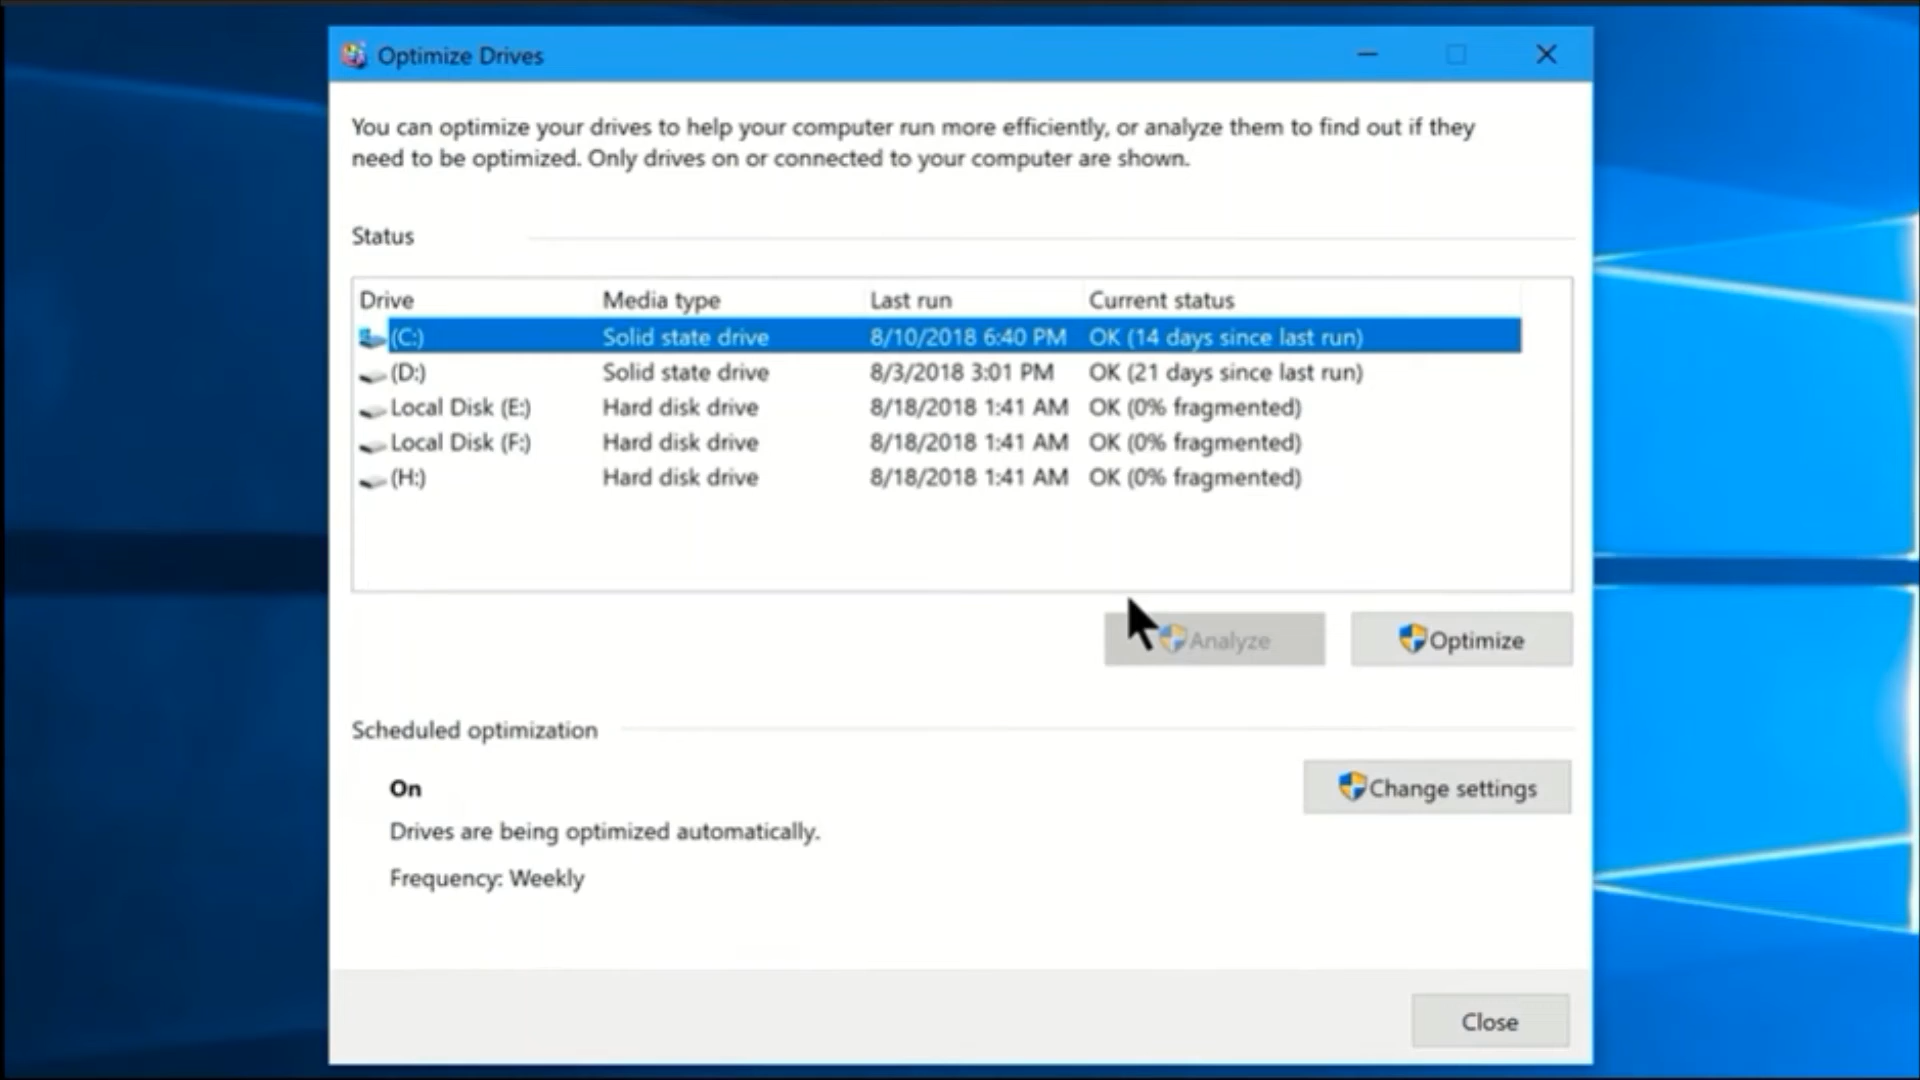 Optimize Drives
You can optimize your drives to help your computer run more efficiently, or analyze them to find out if they
need to be optimized. Only drives on or connected to your computer are shown.
Status
Drive Media type Last run Current status
(C:) Solid state drive 8/10/2018 6:40 PM OK (14 days since last run)
(D:) Solid state drive 8/3/2018 3:01 PM OK (21 days since last run)
Local Disk (E:) Hard disk drive 8/18/2018 1:41 AM OK (0% fragmented)
Local Disk (F:) Hard disk drive 8/18/2018 1:41 AM OK (0% fragmented)
(H:) Hard disk drive 8/18/2018 1:41 AM OK (0% fragmented)
Analyze Optimize
Scheduled optimization
On Change settings
Drives are being optimized automatically.
Frequency: Weekly
Close